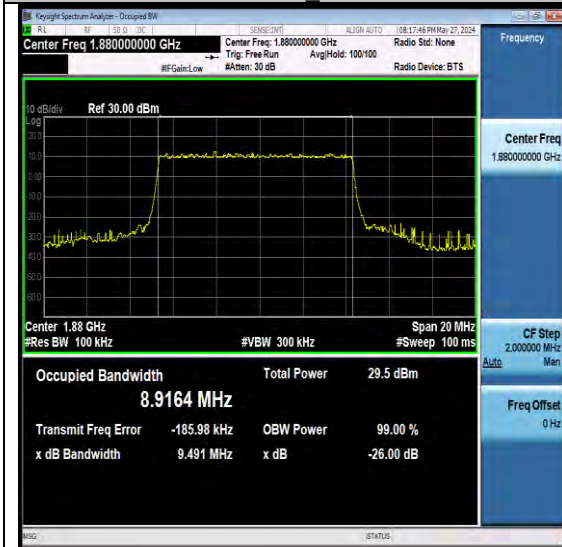 Keysight Spectrum Analyzer - Occupied BW
RL RF 50 Ω DC SENSE:INT ALIGN AUTO 08:17:46 PM May 27, 2024
Center Freq 1.880000000 GHz
Center Freq: 1.880000000 GHz
Radio Std: None
Trig: Free Run Avg|Hold: 100/100
#IFGain:Low
#Atten: 30 dB
Radio Device: BTS
10 dB/div Ref 30.00 dBm
Log
20.0
10.0
0.00
-10.0
-20.0
-30.0
-40.0
-50.0
-60.0
Center 1.88 GHz
Span 20 MHz
#Res BW 100 kHz
#VBW 300 kHz
#Sweep 100 ms
Occupied Bandwidth
8.9164 MHz
Total Power 29.5 dBm
Transmit Freq Error -185.98 kHz
OBW Power 99.00 %
x dB Bandwidth 9.491 MHz
x dB -26.00 dB
MSG
STATUS
Frequency
Center Freq
1.880000000 GHz
CF Step
2.000000 MHz
Auto Man
Freq Offset
0 Hz